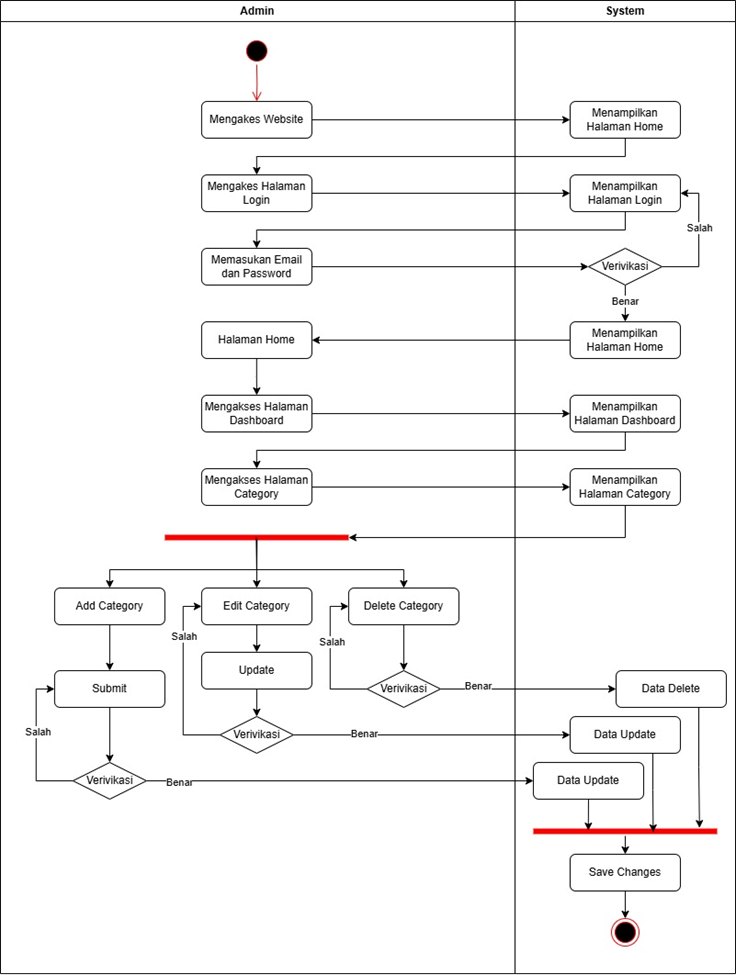 Admin
System
Mengakes Website
Menampilkan
Halaman Home
Mengakes Halaman
Login
Menampilkan
Halaman Login
Salah
Memasukan Email
dan Password
Verivikasi
Benar
Halaman Home
Menampilkan
Halaman Home
Mengakses Halaman
Dashboard
Menampilkan
Halaman Dashboard
Mengakses Halaman
Category
Menampilkan
Halaman Category
Add Category
Edit Category
Delete Category
Salah
Salah
Update
Submit
Verivikasi
Benar
Data Delete
Salah
Verivikasi
Benar
Data Update
Verivikasi
Benar
Data Update
Save Changes